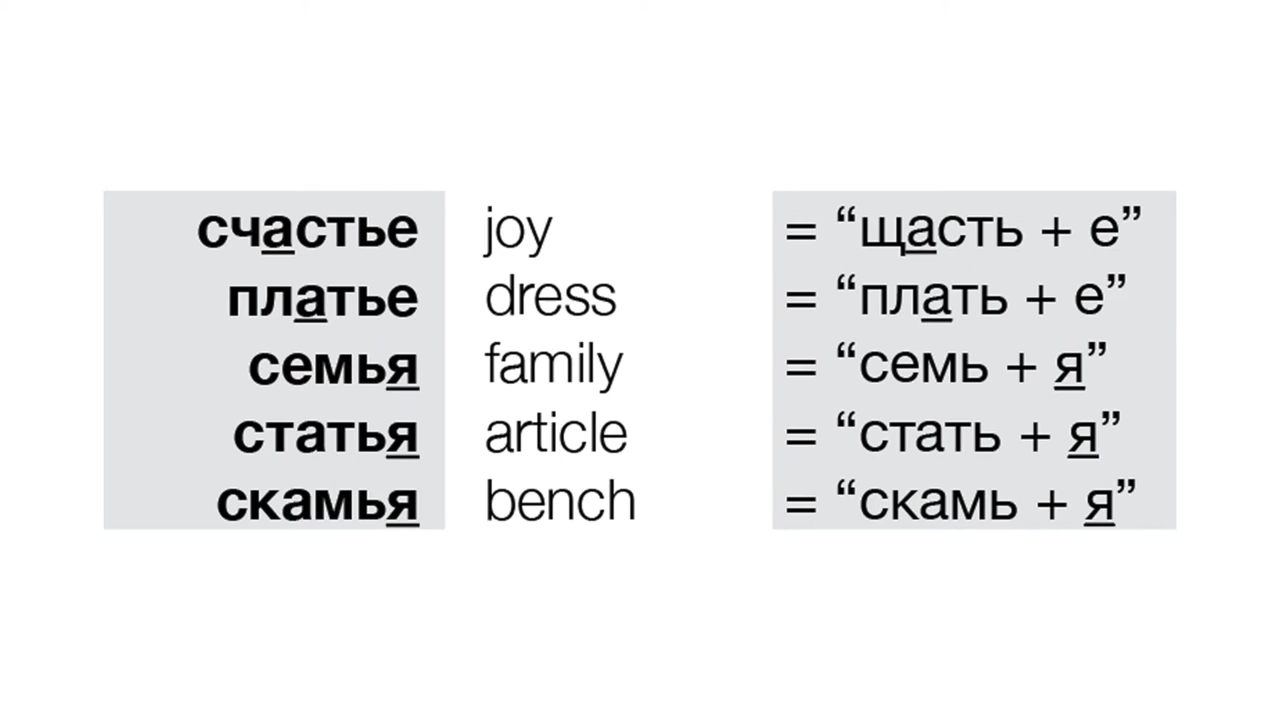 счастье joy = “щасть + е”
платье dress = “плать + е”
семья family = “семь + я”
статья article = “стать + я”
скамья bench = “скамь + я”